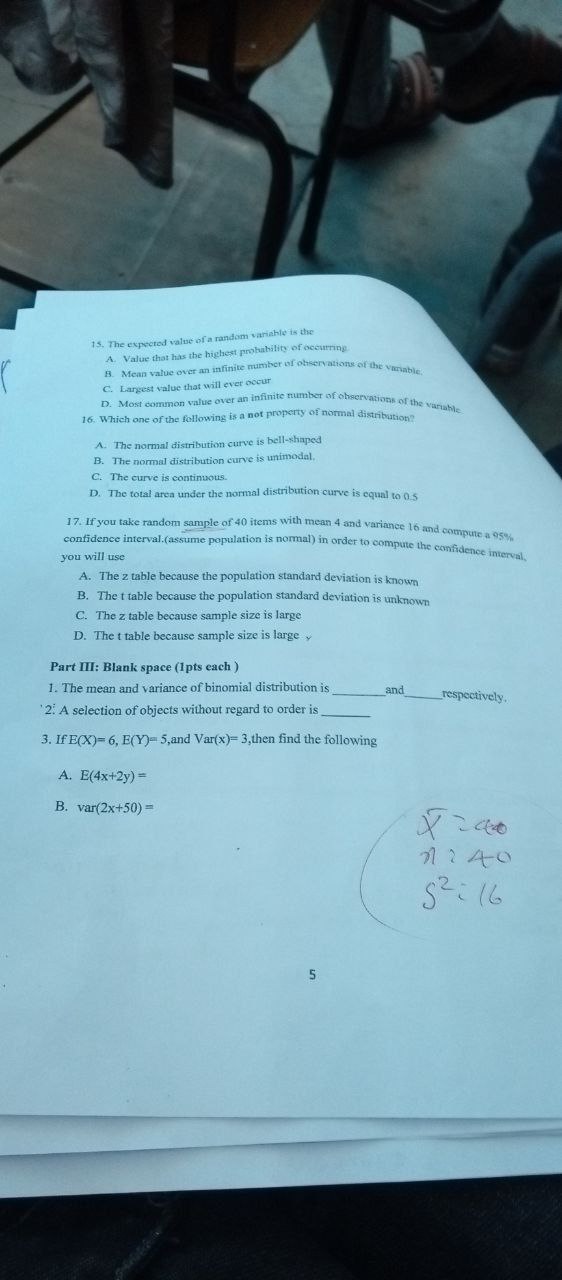 15. The expected value of a random variable is the
A. Value that has the highest probability of occurring
B. Mean value over an infinite number of observations of the variable.
C. Largest value that will ever occur
D. Most common value over an infinite number of observations of the variable
16. Which one of the following is a not property of normal distribution?
A. The normal distribution curve is bell-shaped
B. The normal distribution curve is unimodal.
C. The curve is continuous.
D. The total area under the normal distribution curve is equal to 0.5
17. If you take random sample of 40 items with mean 4 and variance 16 and compute a 95%
confidence interval.(assume population is normal) in order to compute the confidence interval,
you will use
A. The z table because the population standard deviation is known
B. The t table because the population standard deviation is unknown
C. The z table because sample size is large
D. The t table because sample size is large
Part III: Blank space (1pts each )
1. The mean and variance of binomial distribution is ________and______respectively.
2. A selection of objects without regard to order is ________
3. If E(X)= 6, E(Y)= 5,and Var(x)= 3,then find the following
A. E(4x+2y) =
B. var(2x+50) =
n = 40
S² = 16
5